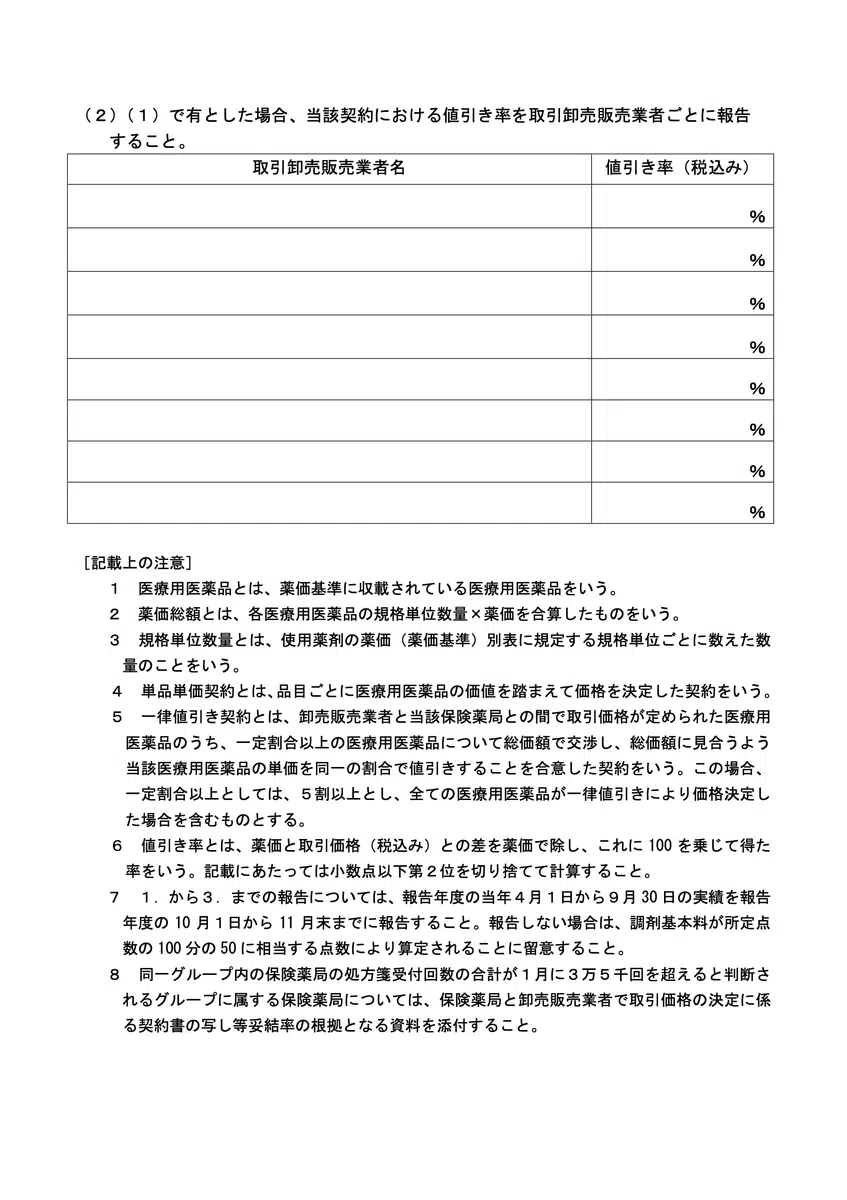 （２）（１）で有とした場合、当該契約における値引き率を取引卸売販売業者ごとに報告
すること。
取引卸売販売業者名　値引き率（税込み）
%
%
%
%
%
%
%
%
［記載上の注意］
１　医療用医薬品とは、薬価基準に収載されている医療用医薬品をいう。
２　薬価総額とは、各医療用医薬品の規格単位数量×薬価を合算したものをいう。
３　規格単位数量とは、使用薬剤の薬価（薬価基準）別表に規定する規格単位ごとに数えた数
量のことをいう。
４　単品単価契約とは、品目ごとに医療用医薬品の価値を踏まえて価格を決定した契約をいう。
５　一律値引き契約とは、卸売販売業者と当該保険薬局との間で取引価格が定められた医療用
医薬品のうち、一定割合以上の医療用医薬品について総価額で交渉し、総価額に見合うよう
当該医療用医薬品の単価を同一の割合で値引きすることを合意した契約をいう。この場合、
一定割合以上としては、５割以上とし、全ての医療用医薬品が一律値引きにより価格決定し
た場合を含むものとする。
６　値引き率とは、薬価と取引価格（税込み）との差を薬価で除し、これに 100 を乗じて得た
率をいう。記載にあたっては小数点以下第２位を切り捨てて計算すること。
７　１．から３．までの報告については、報告年度の当年４月１日から９月 30 日の実績を報告
年度の 10 月１日から 11 月末までに報告すること。報告しない場合は、調剤基本料が所定点
数の 100 分の 50 に相当する点数により算定されることに留意すること。
８　同一グループ内の保険薬局の処方箋受付回数の合計が１月に３万５千回を超えると判断さ
れるグループに属する保険薬局については、保険薬局と卸売販売業者で取引価格の決定に係
る契約書の写し等妥結率の根拠となる資料を添付すること。